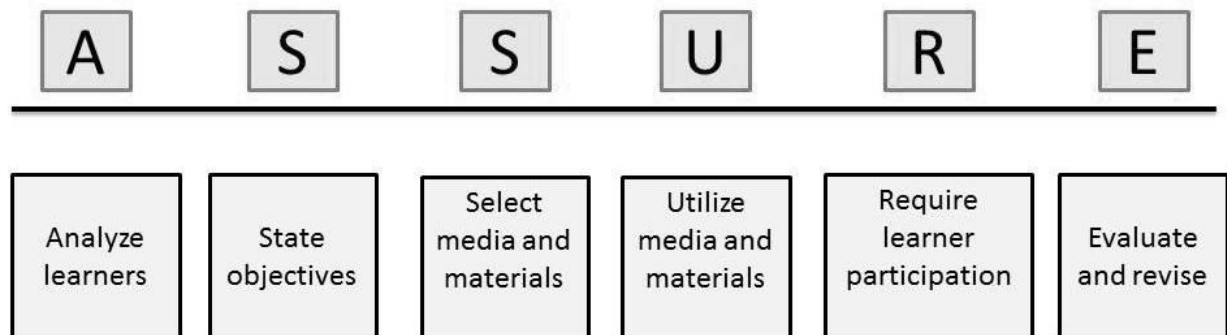 A S S U R E
Analyze
learners
State
objectives
Select
media and
materials
Utilize
media and
materials
Require
learner
participation
Evaluate
and revise